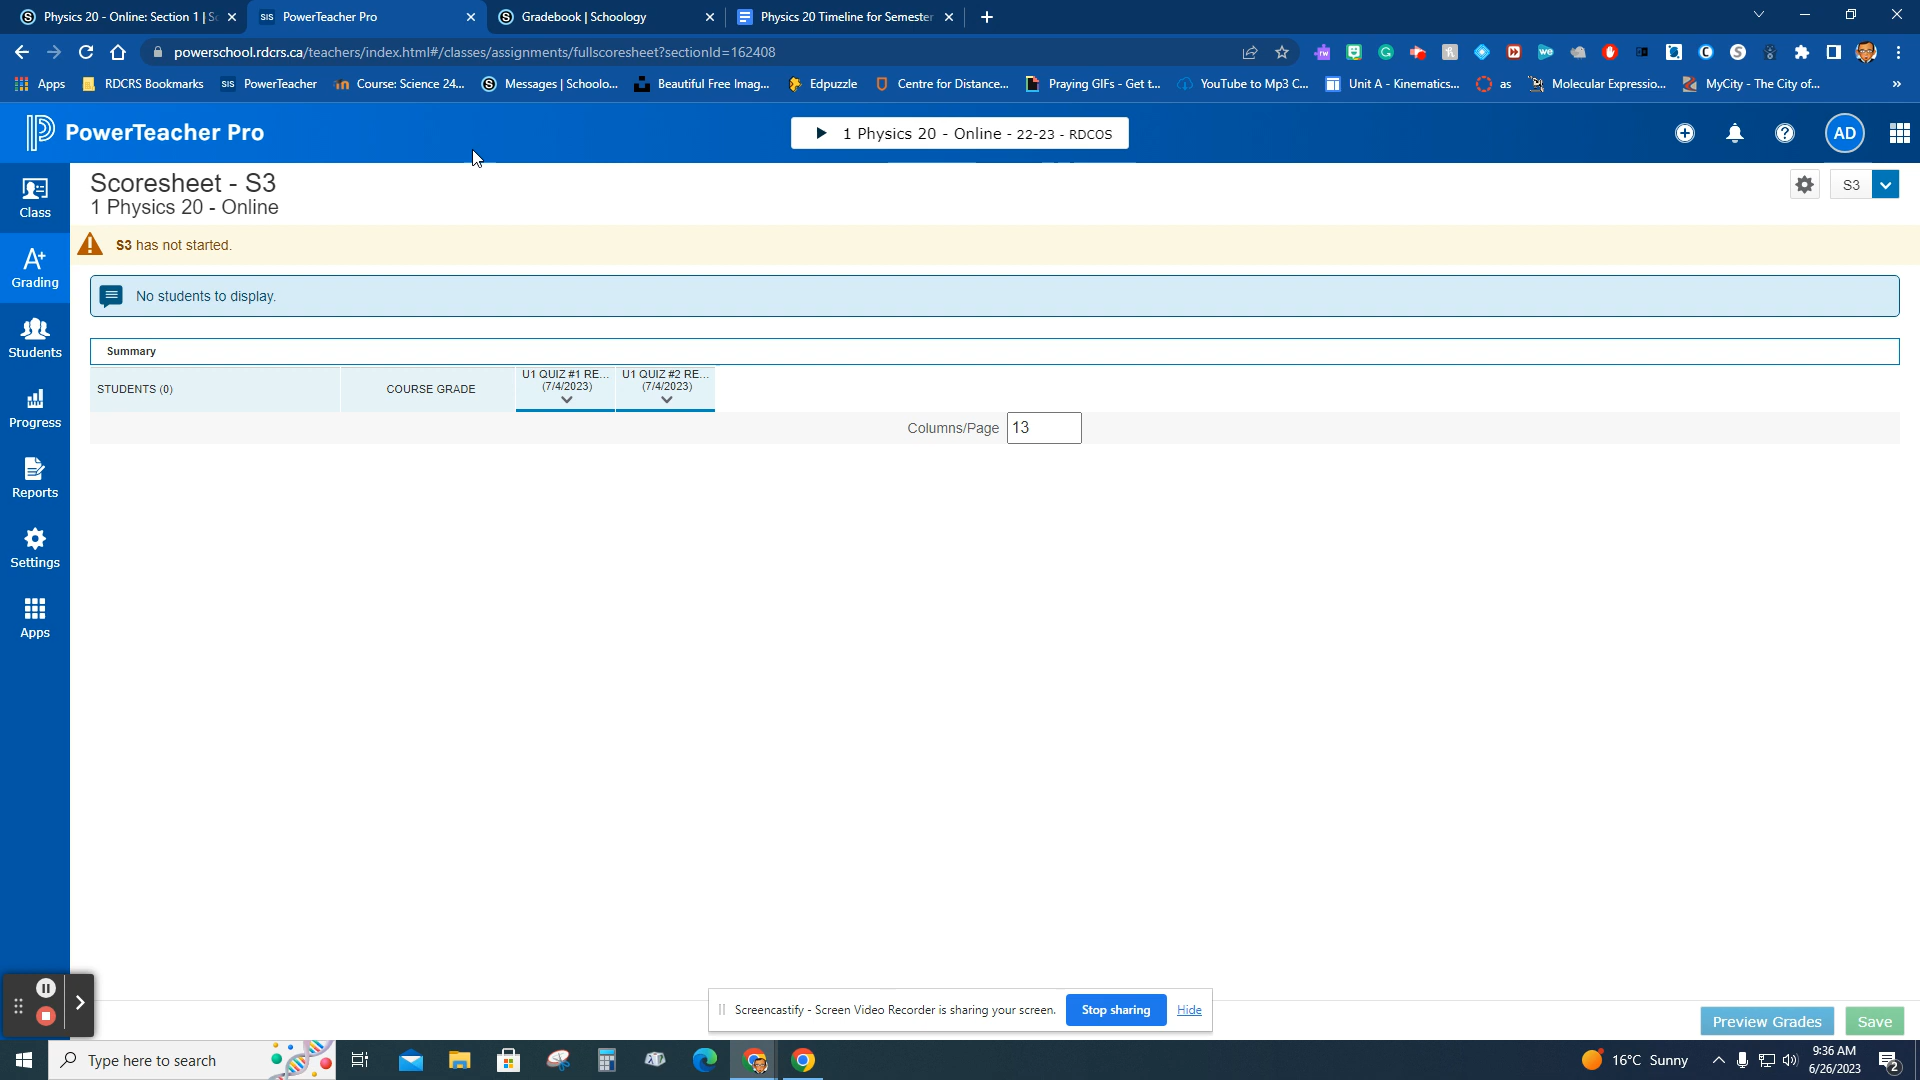 Physics 20 - Online: Section 1 | Sc
SIS PowerTeacher Pro
Gradebook | Schoology
Physics 20 Timeline for Semester
powerschool.rdcrs.ca/teachers/index.html#/classes/assignments/fullscoresheet?sectionId=162408
Apps
RDCRS Bookmarks
SIS PowerTeacher
Course: Science 24...
Messages | Schoolo...
Beautiful Free Imag...
Edpuzzle
Centre for Distance...
Praying GIFs - Get t...
YouTube to Mp3 C...
Unit A - Kinematics...
as
Molecular Expressio...
MyCity - The City of...
»
PowerTeacher Pro
1 Physics 20 - Online - 22-23 - RDCOS
AD
Class
Grading
Students
Progress
Reports
Settings
Apps
Scoresheet - S3
1 Physics 20 - Online
S3
S3 has not started.
No students to display.
Summary
STUDENTS (0)
COURSE GRADE
U1 QUIZ #1 RE...
(7/4/2023)
U1 QUIZ #2 RE...
(7/4/2023)
Columns/Page 13
Screencastify - Screen Video Recorder is sharing your screen.
Stop sharing
Hide
Preview Grades
Save
Type here to search
16°C Sunny
9:36 AM
6/26/2023
2